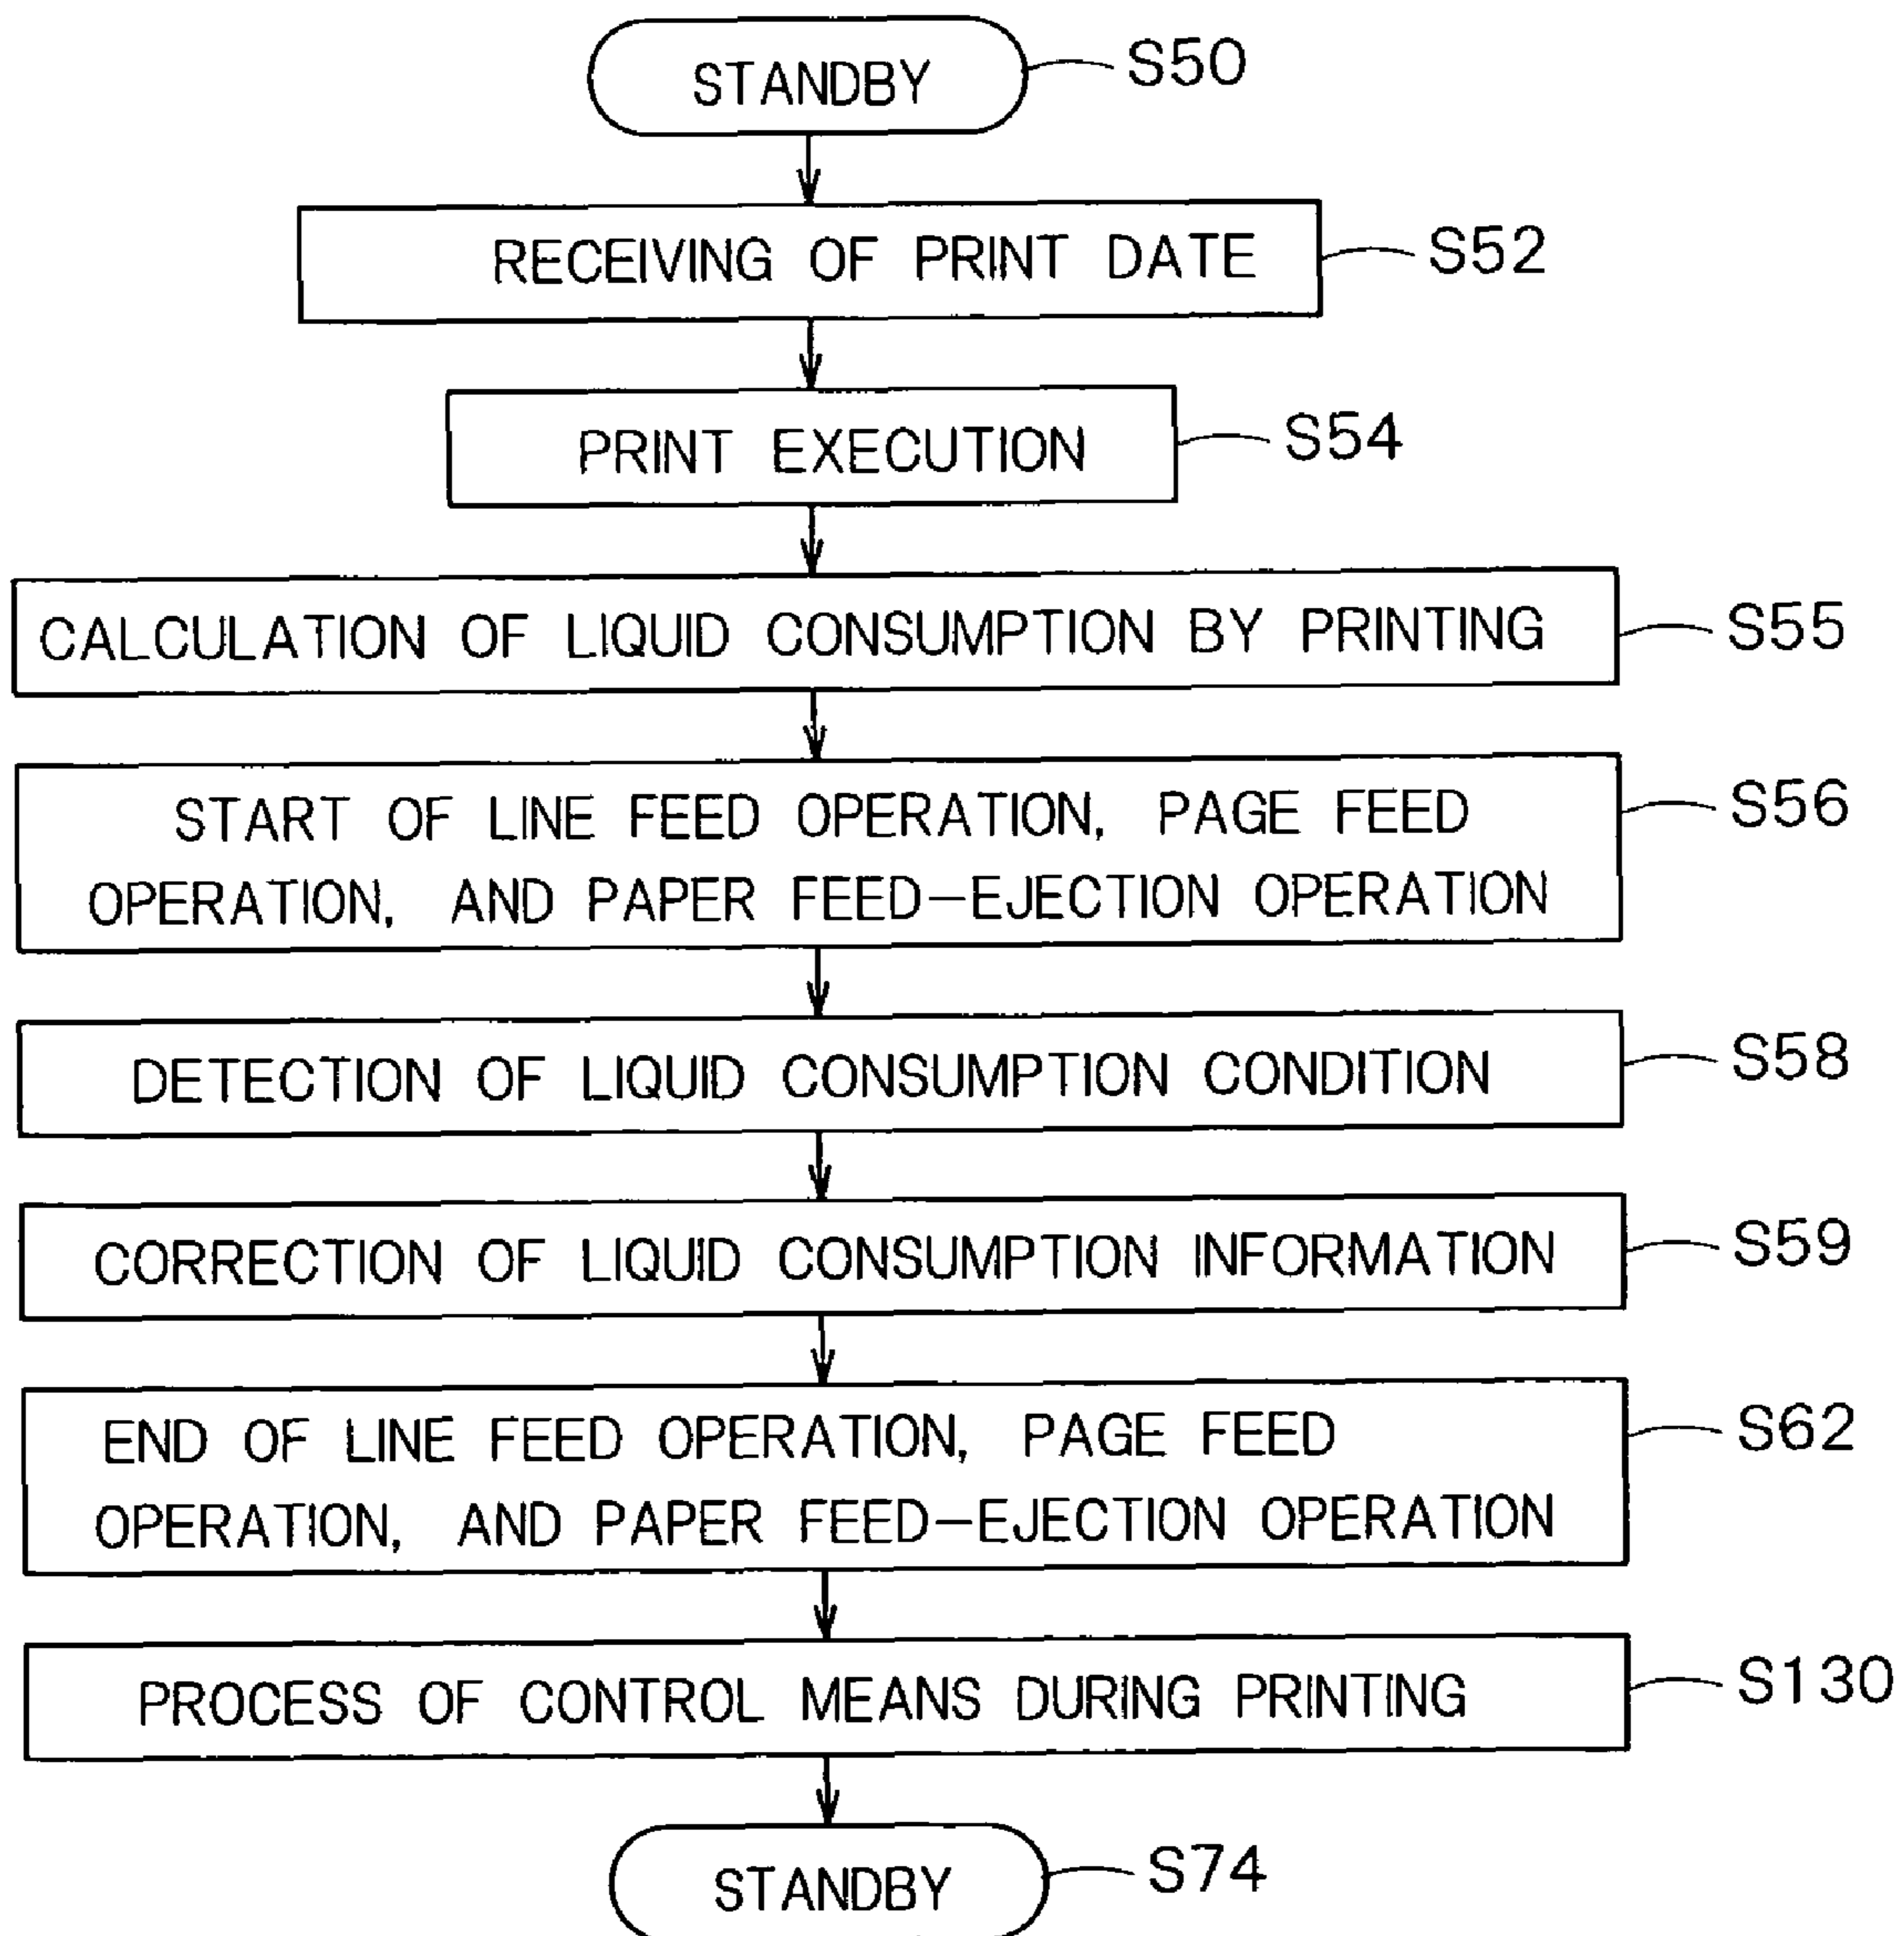 STANDBY S50
RECEIVING OF PRINT DATE S52
PRINT EXECUTION S54
CALCULATION OF LIQUID CONSUMPTION BY PRINTING S55
START OF LINE FEED OPERATION, PAGE FEED S56
OPERATION, AND PAPER FEED-EJECTION OPERATION
DETECTION OF LIQUID CONSUMPTION CONDITION S58
CORRECTION OF LIQUID CONSUMPTION INFORMATION S59
END OF LINE FEED OPERATION, PAGE FEED S62
OPERATION, AND PAPER FEED-EJECTION OPERATION
PROCESS OF CONTROL MEANS DURING PRINTING S130
STANDBY S74